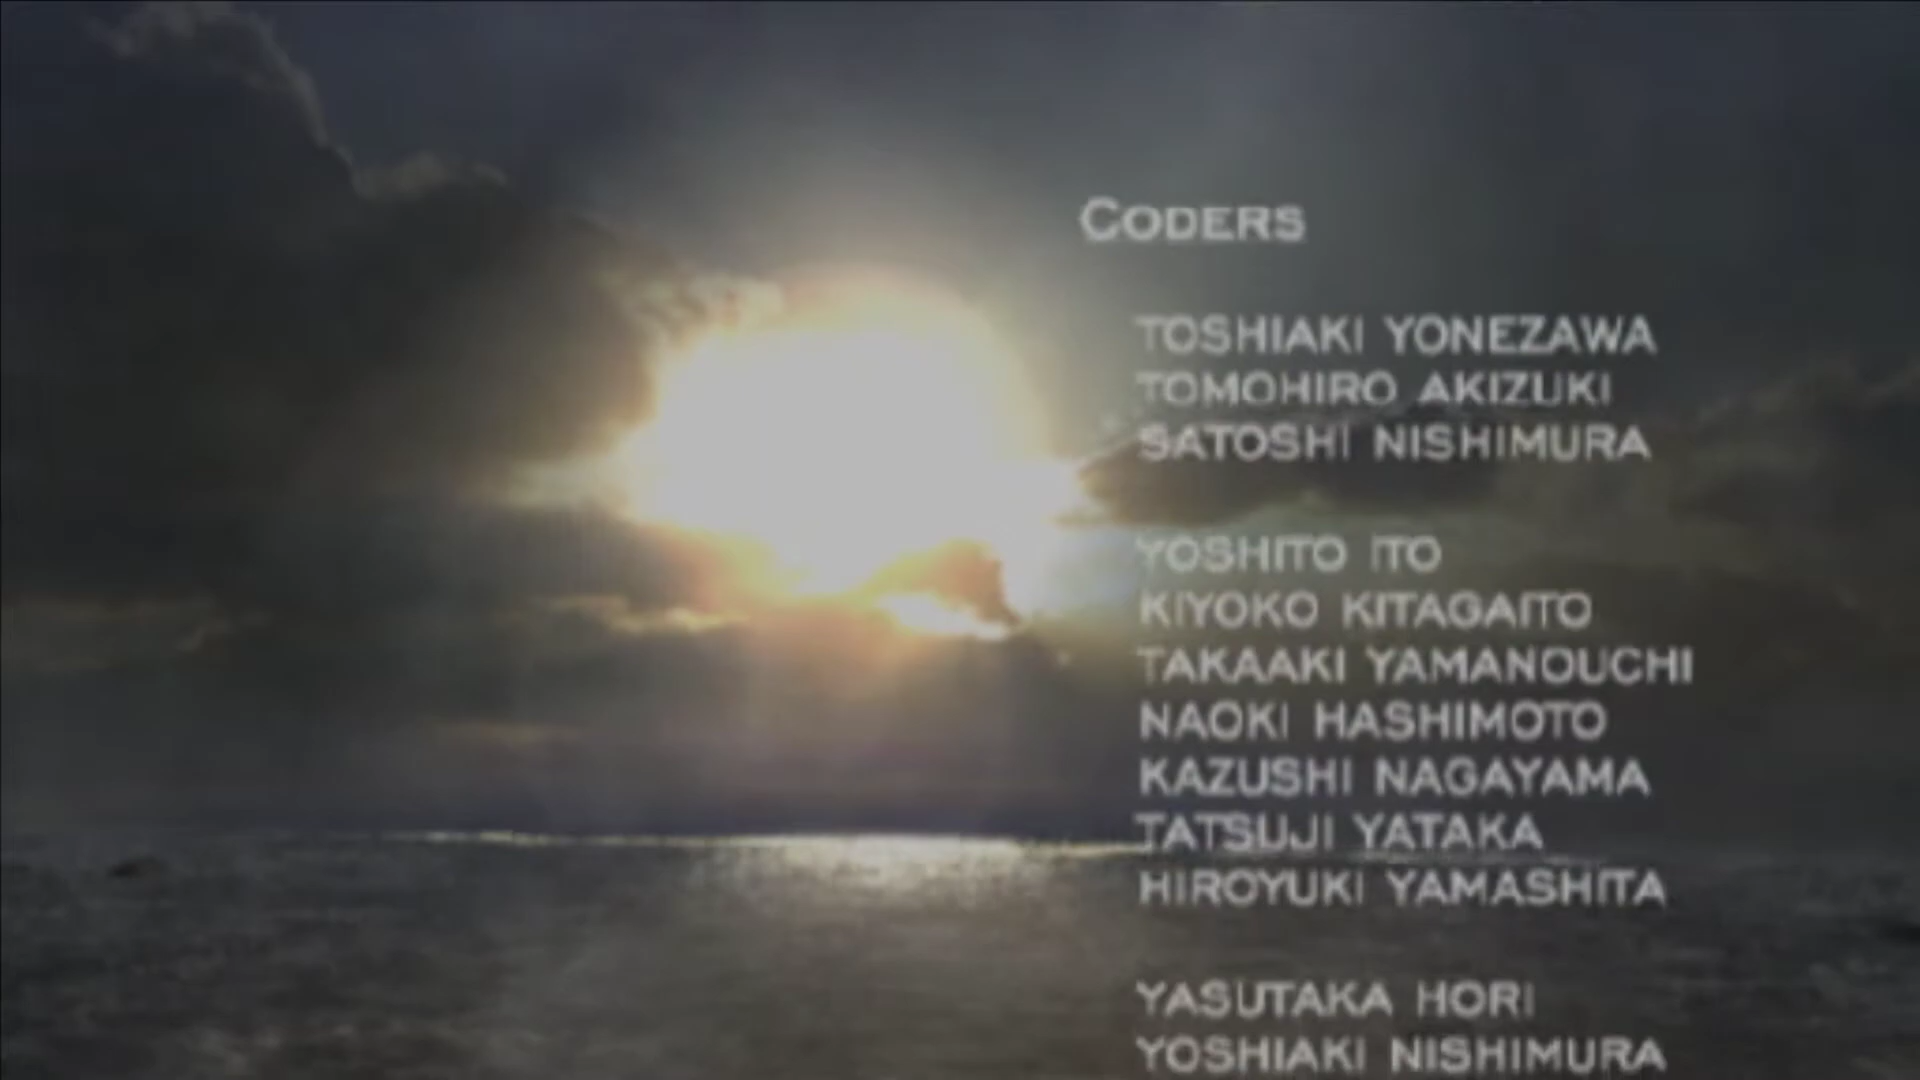 CODERS
TOSHIAKI YONEZAWA
TOMOHIRO AKIZUKI
SATOSHI NISHIMURA
YOSHITO ITO
KIYOKO KITAGAITO
TAKAAKI YAMANOUCHI
NAOKI HASHIMOTO
KAZUSHI NAGAYAMA
TATSUJI YATAKA
HIROYUKI YAMASHITA
YASUTAKA HORI
YOSHIAKI NISHIMURA